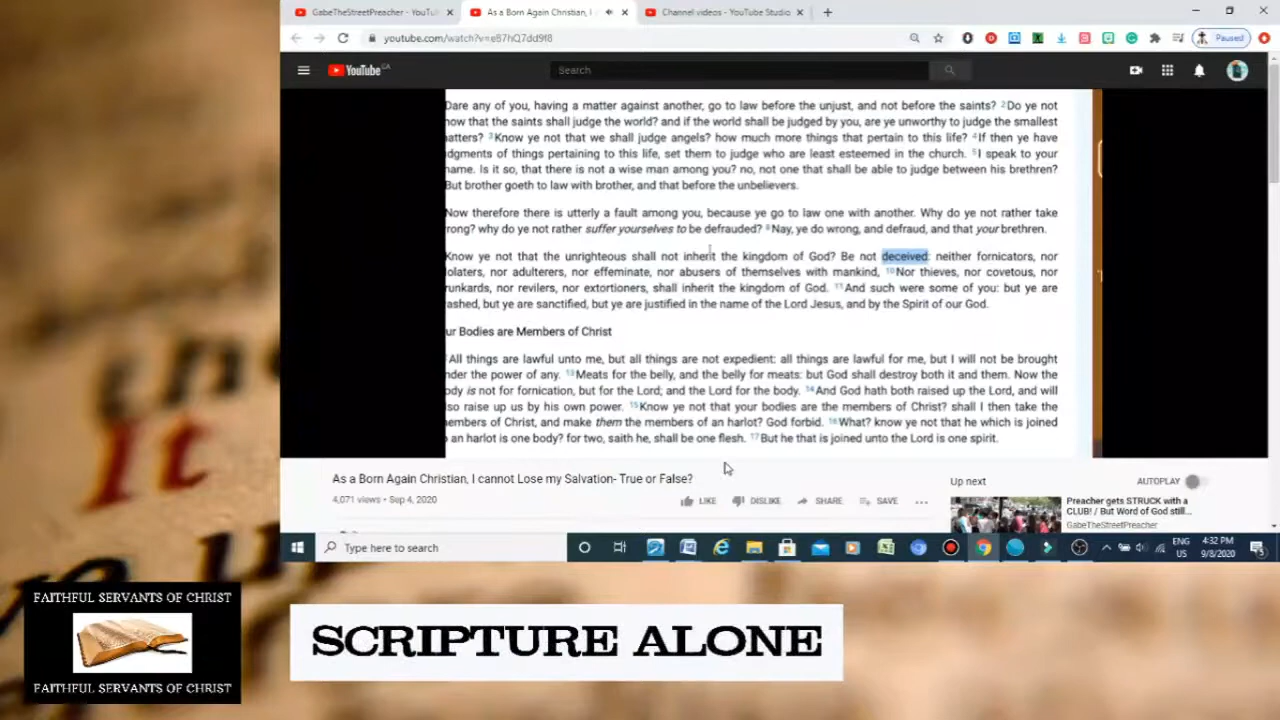 GabeTheStreetPreacher - YouTu
As a Born Again Christian, I
Channel videos - YouTube Studio
youtube.com/watch?v=e87hQ7dd9f8
Paused
YouTube CA
Search
Dare any of you, having a matter against another, go to law before the unjust, and not before the saints? 2Do ye not
now that the saints shall judge the world? and if the world shall be judged by you, are ye unworthy to judge the smallest
atters? 3Know ye not that we shall judge angels? how much more things that pertain to this life? 4If then ye have
dgments of things pertaining to this life, set them to judge who are least esteemed in the church. 5I speak to your
hame. Is it so, that there is not a wise man among you? no, not one that shall be able to judge between his brethren?
But brother goeth to law with brother, and that before the unbelievers.
Now therefore there is utterly a fault among you, because ye go to law one with another. Why do ye not rather take
rong? why do ye not rather suffer yourselves to be defrauded? 8Nay, ye do wrong, and defraud, and that your brethren.
Know ye not that the unrighteous shall not inherit the kingdom of God? Be not deceived: neither fornicators, nor
dolaters, nor adulterers, nor effeminate, nor abusers of themselves with mankind, 10Nor thieves, nor covetous, nor
runkards, nor revilers, nor extortioners, shall inherit the kingdom of God. 11And such were some of you: but ye are
ashed, but ye are sanctified, but ye are justified in the name of the Lord Jesus, and by the Spirit of our God.
ur Bodies are Members of Christ
All things are lawful unto me, but all things are not expedient: all things are lawful for me, but I will not be brought
nder the power of any. 13Meats for the belly, and the belly for meats: but God shall destroy both it and them. Now the
ody is not for fornication, but for the Lord; and the Lord for the body. 14And God hath both raised up the Lord, and will
so raise up us by his own power. 15Know ye not that your bodies are the members of Christ? shall I then take the
embers of Christ, and make them the members of an harlot? God forbid. 16What? know ye not that he which is joined
an harlot is one body? for two, saith he, shall be one flesh. 17But he that is joined unto the Lord is one spirit.
As a Born Again Christian, I cannot Lose my Salvation- True or False?
4,071 views • Sep 4, 2020
LIKE DISLIKE SHARE SAVE ...
Up next
AUTOPLAY
Preacher gets STRUCK with a
CLUB! / But Word of God still...
GabeTheStreetPreacher
Type here to search
ENG
US
4:32 PM
9/8/2020
It
FAITHFUL SERVANTS OF CHRIST
FAITHFUL SERVANTS OF CHRIST
SCRIPTURE ALONE